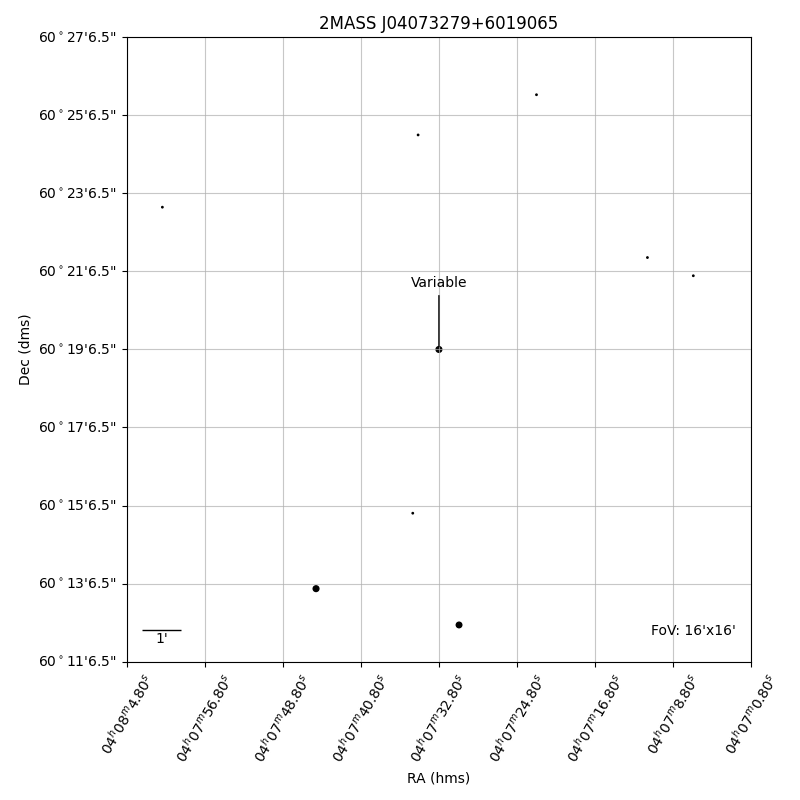 2MASS J04073279+6019065
60°27'6.5"
60°25'6.5"
60°23'6.5"
60°21'6.5"
60°19'6.5"
60°17'6.5"
60°15'6.5"
60°13'6.5"
60°11'6.5"
Dec (dms)
Variable
1'
FoV: 16'x16'
04ʰ08ᵐ4.80ˢ
04ʰ07ᵐ56.80ˢ
04ʰ07ᵐ48.80ˢ
04ʰ07ᵐ40.80ˢ
04ʰ07ᵐ32.80ˢ
04ʰ07ᵐ24.80ˢ
04ʰ07ᵐ16.80ˢ
04ʰ07ᵐ8.80ˢ
04ʰ07ᵐ0.80ˢ
RA (hms)